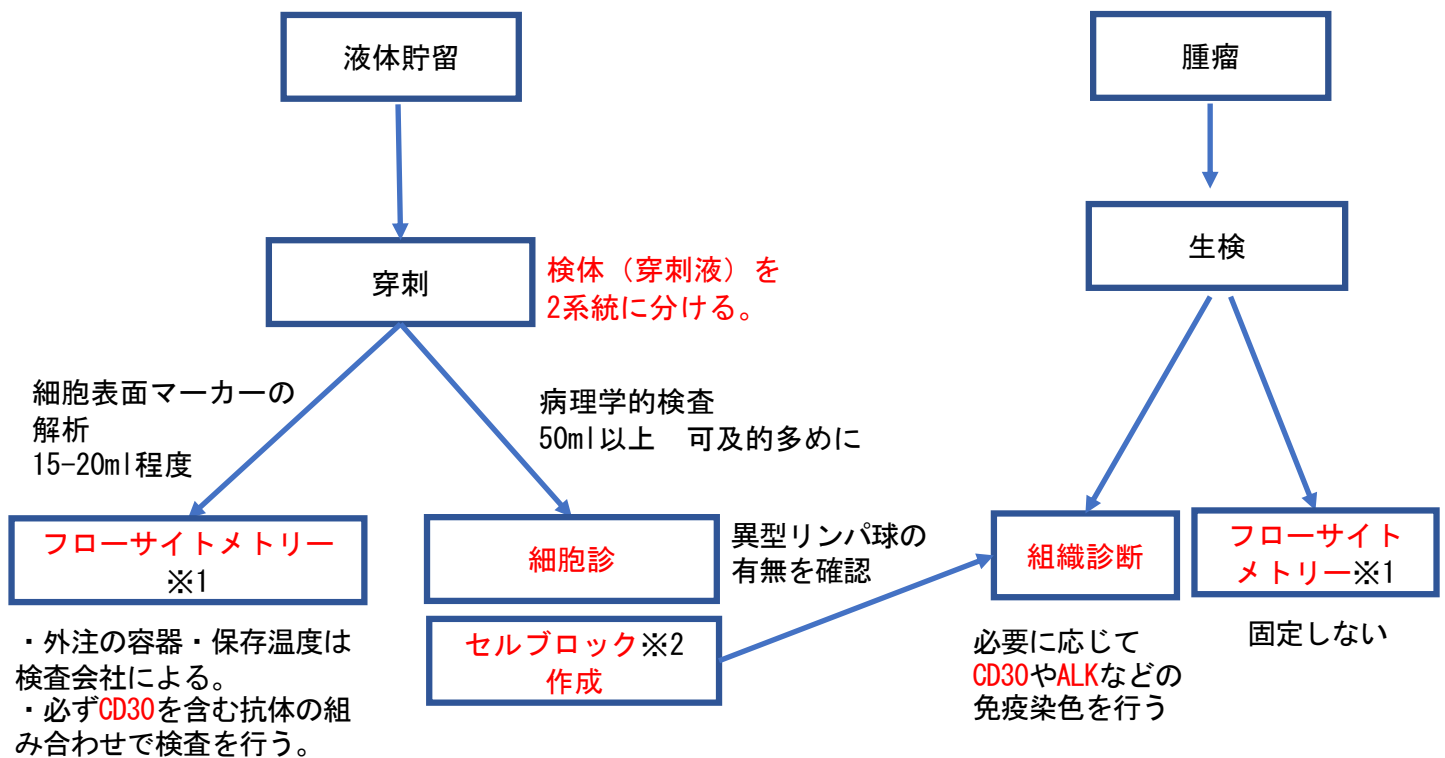 液体貯留
腫瘤
穿刺
検体（穿刺液）を
2系統に分ける。
生検
細胞表面マーカーの
解析
15-20ml程度
病理学的検査
50ml以上　可及的多めに
フローサイトメトリー
※1
細胞診
異型リンパ球の
有無を確認
組織診断
フローサイト
メトリー※1
・外注の容器・保存温度は
検査会社による。
・必ずCD30を含む抗体の組
み合わせで検査を行う。
セルブロック※2
作成
必要に応じて
CD30やALKなどの
免疫染色を行う
固定しない